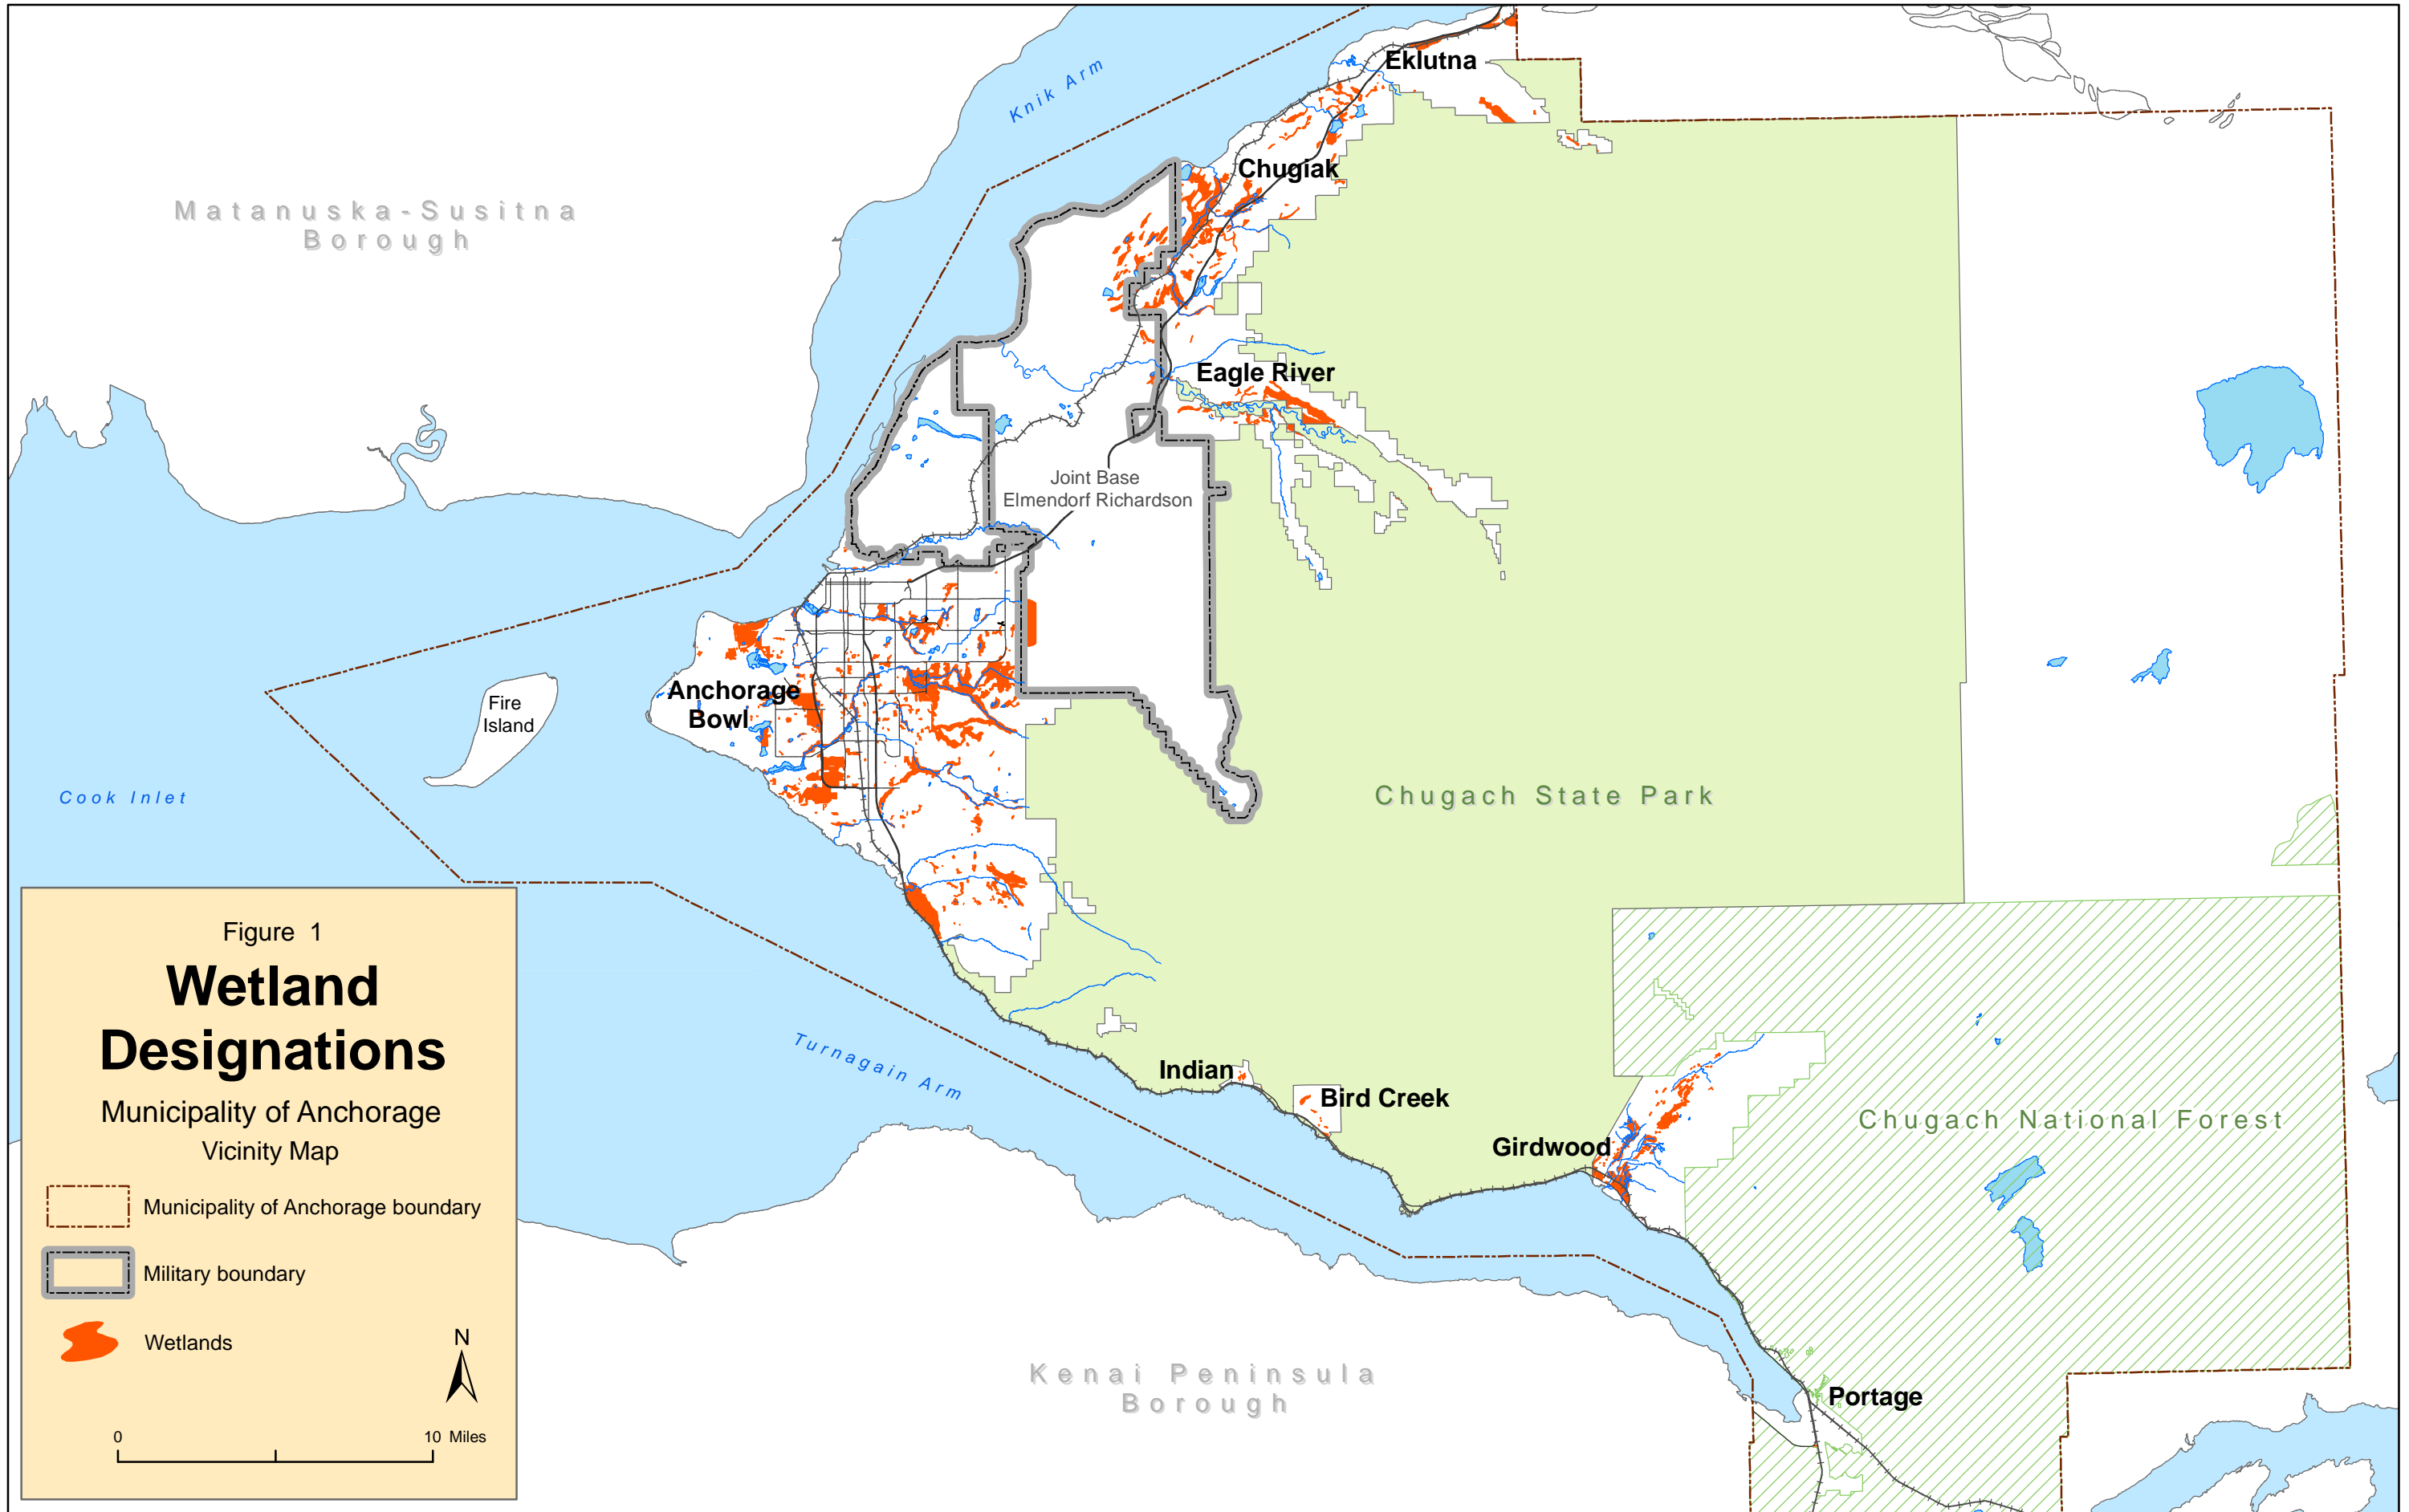 Eklutna
Knik Arm
Chugiak
Matanuska-Susitna
Borough
Eagle River
Joint Base
Elmendorf Richardson
Anchorage
Bowl
Fire
Island
Cook Inlet
Chugach State Park
Turnagain Arm
Indian
Bird Creek
Girdwood
Chugach National Forest
Kenai Peninsula
Borough
Portage
Figure 1
Wetland
Designations
Municipality of Anchorage
Vicinity Map
Municipality of Anchorage boundary
Military boundary
Wetlands
N
0 10 Miles